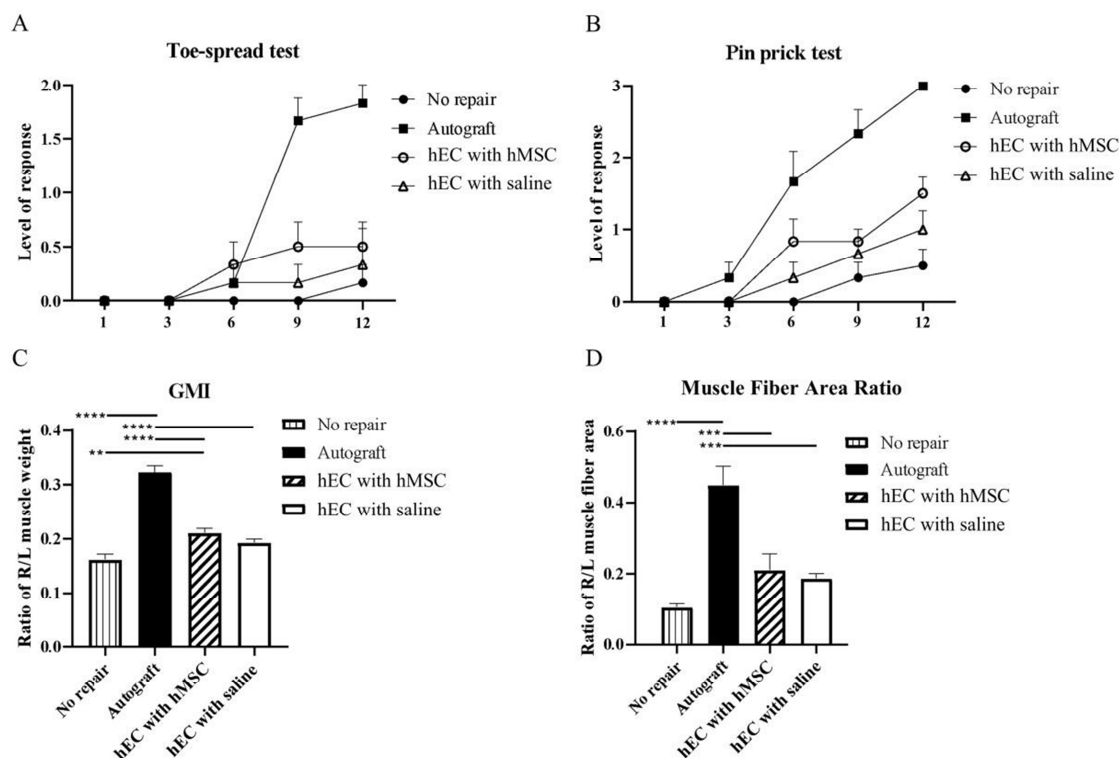 A
Toe-spread test
Level of response
2.0
1.5
1.0
0.5
0.0
1 3 6 9 12
No repair
Autograft
hEC with hMSC
hEC with saline
B
Pin prick test
Level of response
3
2
1
0
1 3 6 9 12
No repair
Autograft
hEC with hMSC
hEC with saline
C
GMI
Ratio of R/L muscle weight
0.4
0.3
0.2
0.1
0.0
****
****
****
**
No repair
Autograft
hEC with hMSC
hEC with saline
No repair
Autograft
hEC with hMSC
hEC with saline
D
Muscle Fiber Area Ratio
Ratio of R/L muscle fiber area
0.6
0.4
0.2
0.0
****
***
***
No repair
Autograft
hEC with hMSC
hEC with saline
No repair
Autograft
hEC with hMSC
hEC with saline